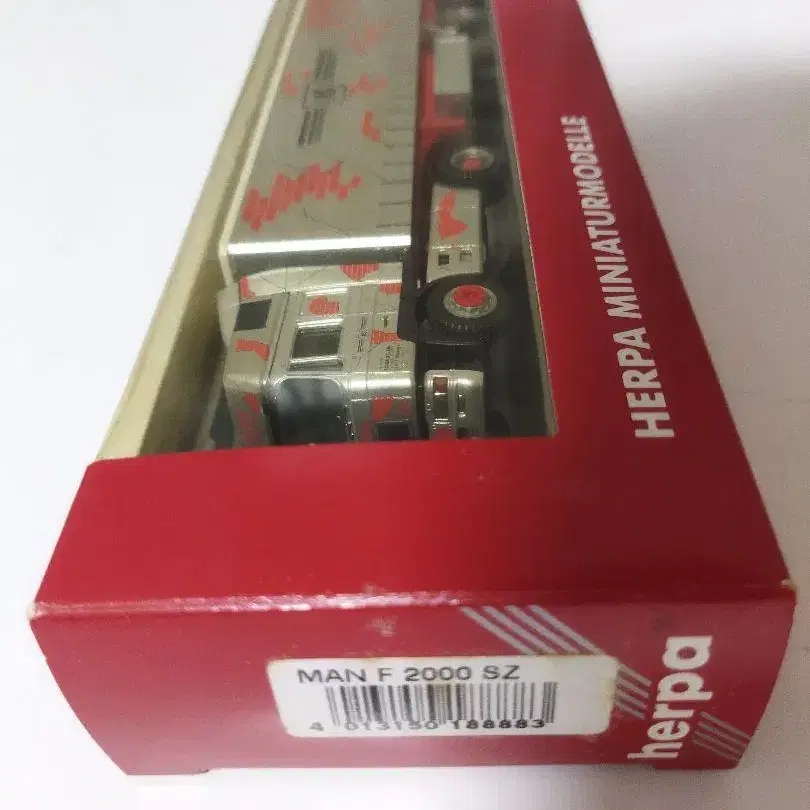 HERPA MINIATURMODELLE
MAN F 2000 SZ
4 013150 188883
herpa